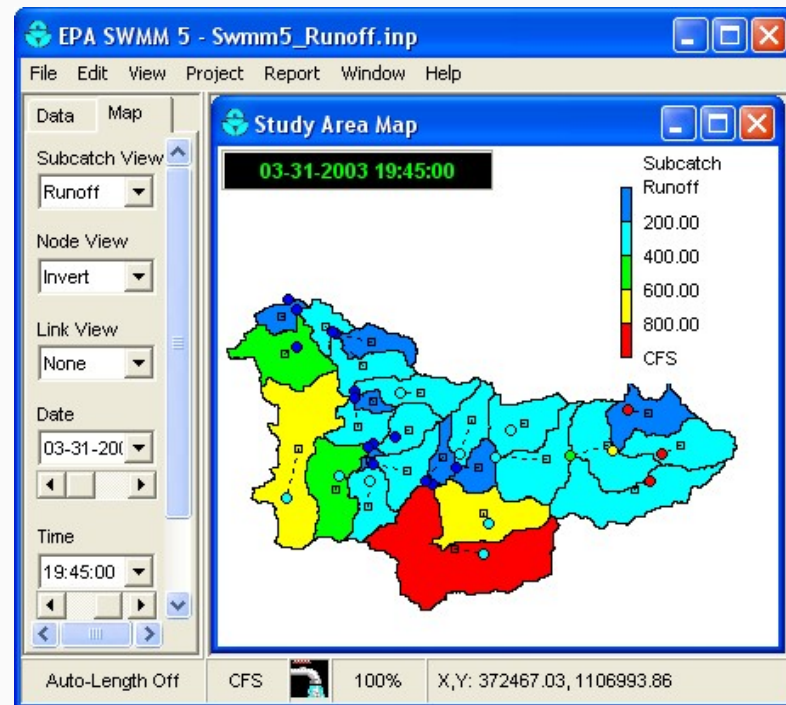 EPA SWMM 5 - Swmm5_Runoff.inp
File Edit View Project Report Window Help
Data Map
Subcatch View
Runoff
Node View
Invert
Link View
None
Date
03-31-200
Time
19:45:00
Study Area Map
03-31-2003 19:45:00
Subcatch
Runoff
200.00
400.00
600.00
800.00
CFS
Auto-Length Off CFS 100% X,Y: 372467.03, 1106993.86